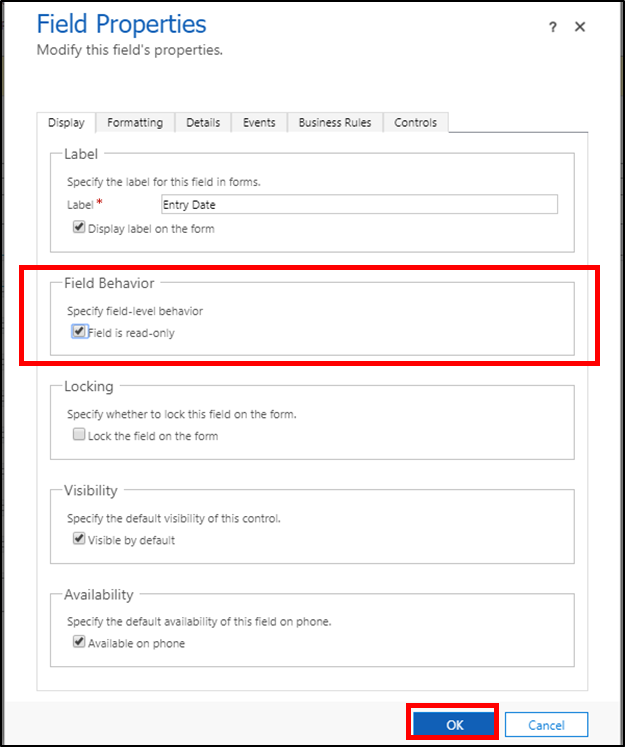 Field Properties
? ×
Modify this field's properties.
Display Formatting Details Events Business Rules Controls
Label
Specify the label for this field in forms.
Label * Entry Date
Display label on the form
Field Behavior
Specify field-level behavior
Field is read-only
Locking
Specify whether to lock this field on the form.
Lock the field on the form
Visibility
Specify the default visibility of this control.
Visible by default
Availability
Specify the default availability of this field on phone.
Available on phone
OK Cancel